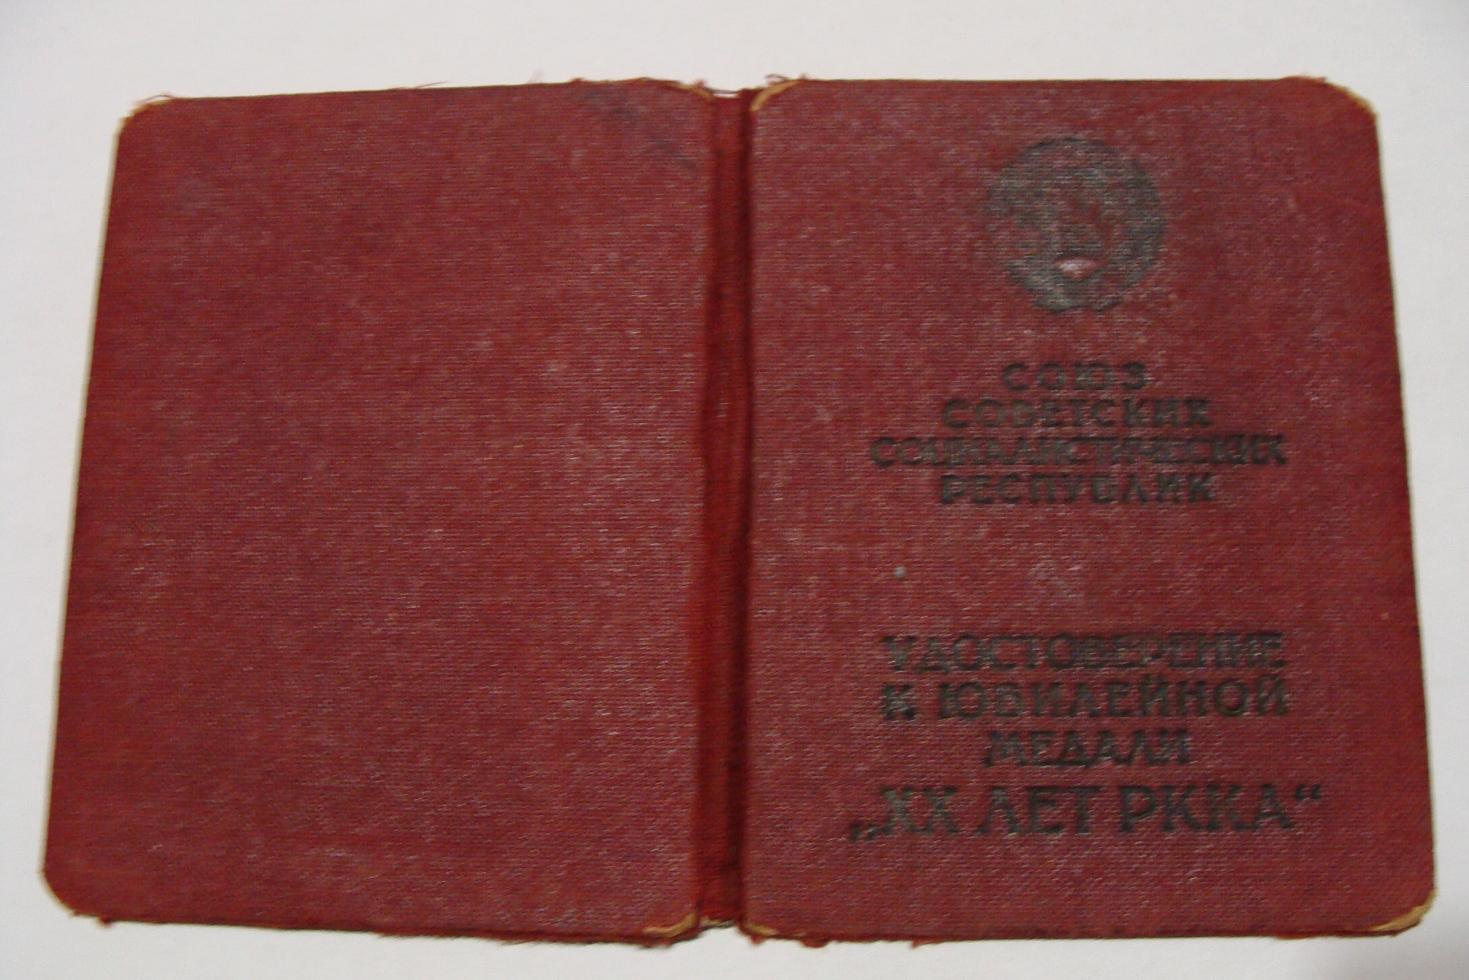 СОЮЗ
СОВЕТСКИХ
СОЦИАЛИСТИЧЕСКИХ
РЕСПУБЛИК
УДОСТОВЕРЕНИЕ
К ЮБИЛЕЙНОЙ
МЕДАЛИ
„XX ЛЕТ РККА“